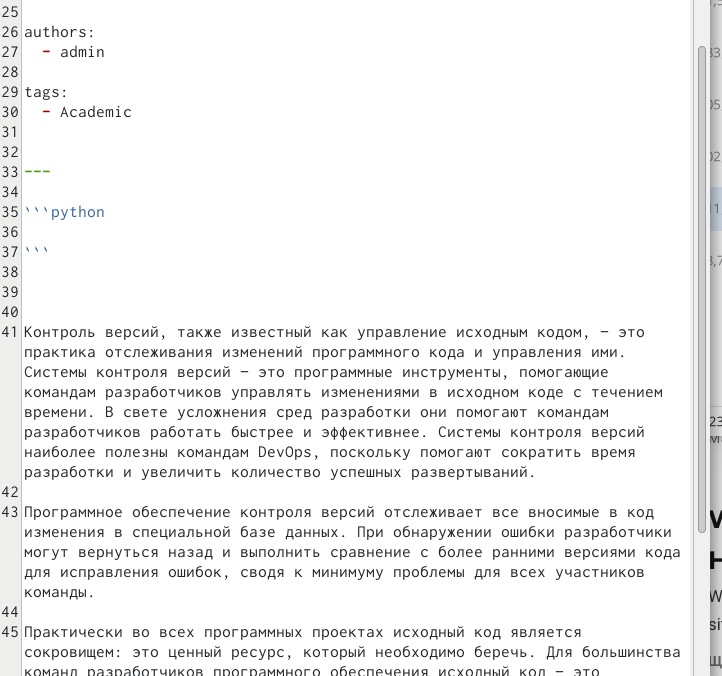 25
26 authors:
27   - admin
28
29 tags:
30   - Academic
31
32
33 ---
34
35 ```python
36
37 ```
38
39
40
41 Контроль версий, также известный как управление исходным кодом, — это
практика отслеживания изменений программного кода и управления ими.
Системы контроля версий — это программные инструменты, помогающие
командам разработчиков управлять изменениями в исходном коде с течением
времени. В свете усложнения сред разработки они помогают командам
разработчиков работать быстрее и эффективнее. Системы контроля версий
наиболее полезны командам DevOps, поскольку помогают сократить время
разработки и увеличить количество успешных развертываний.
42
43 Программное обеспечение контроля версий отслеживает все вносимые в код
изменения в специальной базе данных. При обнаружении ошибки разработчики
могут вернуться назад и выполнить сравнение с более ранними версиями кода
для исправления ошибок, сводя к минимуму проблемы для всех участников
команды.
44
45 Практически во всех программных проектах исходный код является
сокровищем: это ценный ресурс, который необходимо беречь. Для большинства
команд разработчиков программного обеспечения исходный код — это